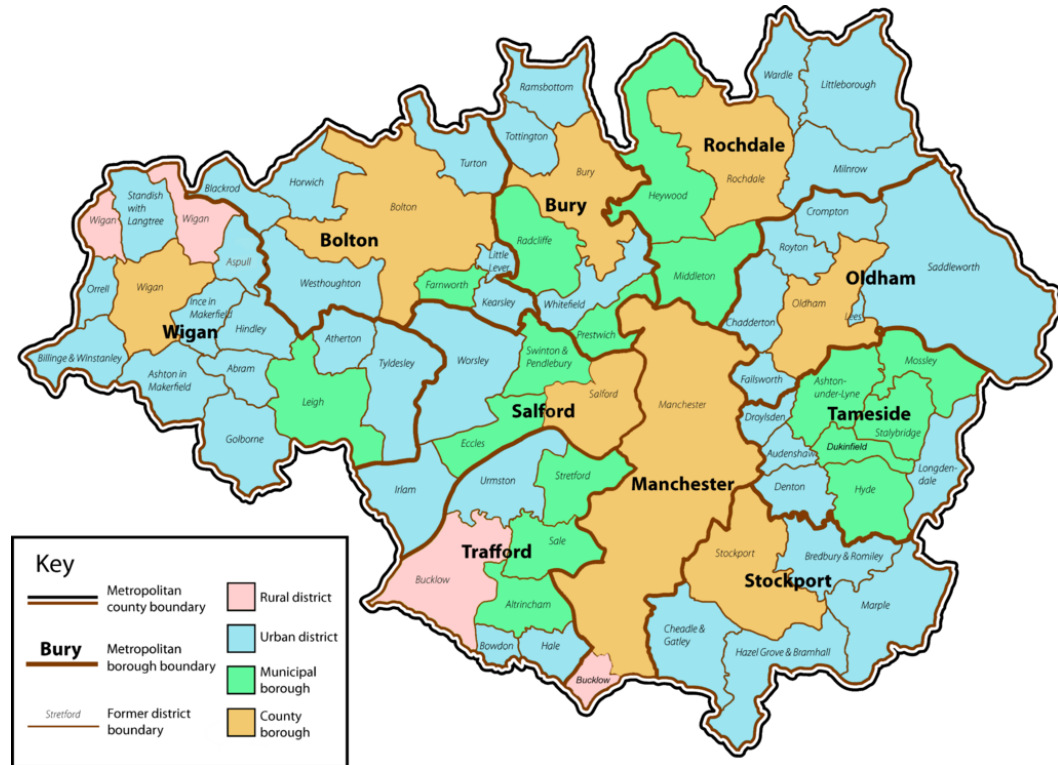 Ramsbottom
Wardle
Littleborough
Tottington
Rochdale
Turton
Bury
Rochdale
Milnrow
Horwich
Blackrod
Standish
with
Langtree
Wigan
Wigan
Bolton
Bury
Heywood
Crompton
Bolton
Radcliffe
Royton
Aspull
Little
Lever
Middleton
Saddleworth
Oldham
Orrell
Wigan
Westhoughton
Farnworth
Oldham
Ince in
Makerfield
Kearsley
Whitefield
Lees
Wigan
Hindley
Chadderton
Atherton
Prestwich
Billinge & Winstanley
Tyldesley
Worsley
Swinton &
Pendlebury
Mossley
Abram
Failsworth
Ashton-
under-Lyne
Ashton in
Makerfield
Salford
Manchester
Leigh
Salford
Droylsden
Tameside
Stalybridge
Golborne
Eccles
Audenshaw
Dukinfield
Longden-
dale
Irlam
Urmston
Stretford
Manchester
Denton
Hyde
Trafford
Sale
Stockport
Bredbury & Romiley
Bucklow
Stockport
Altrincham
Marple
Bowdon
Hale
Cheadle &
Gatley
Hazel Grove & Bramhall
Bucklow
Key
Metropolitan
county boundary
Rural district
Bury
Metropolitan
borough boundary
Urban district
Municipal
borough
Stretford
Former district
boundary
County
borough